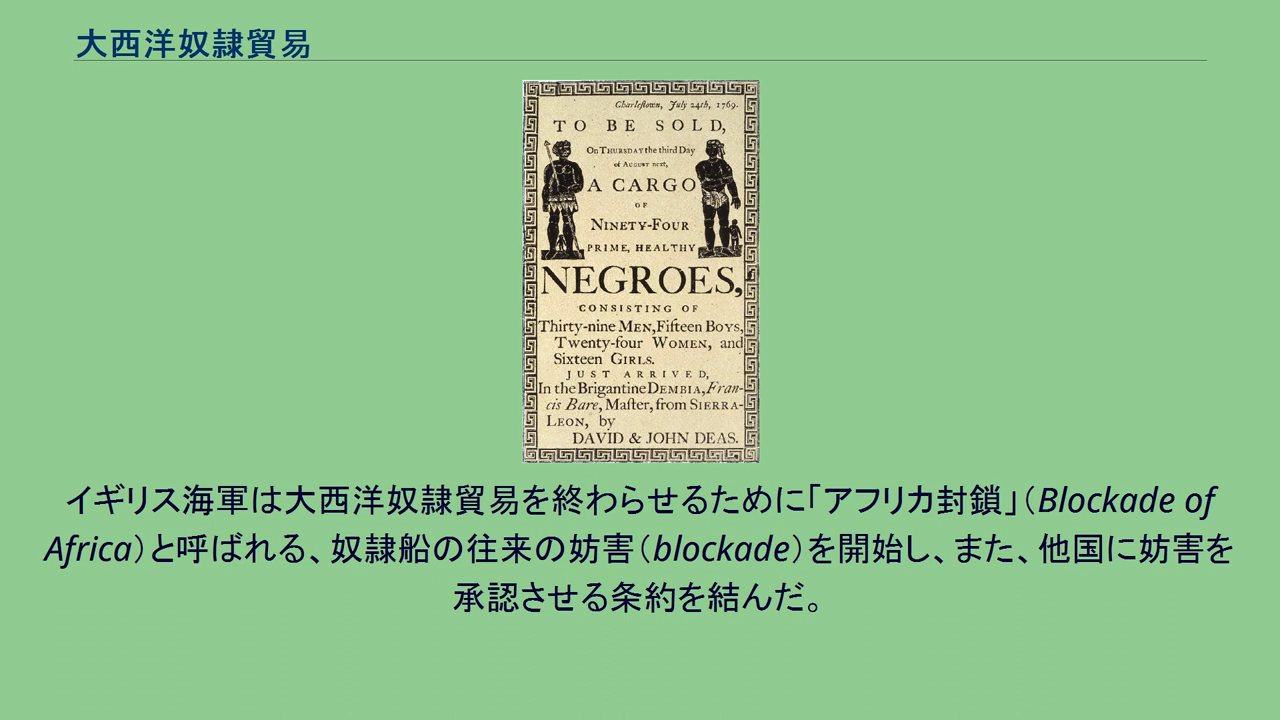 大西洋奴隷貿易
Charleſtown, July 24th, 1769.
TO BE SOLD,
On THURSDAY the third Day
of AUGUST next,
A CARGO
OF
NINETY-FOUR
PRIME, HEALTHY
NEGROES,
CONSISTING OF
Thirty-nine MEN, Fifteen BOYS,
Twenty-four WOMEN, and
Sixteen GIRLS.
JUST ARRIVED,
In the Brigantine DEMBIA, Fran-
cis Bare, Maſter, from SIERRA-
LEON, by
DAVID & JOHN DEAS.
イギリス海軍は大西洋奴隷貿易を終わらせるために「アフリカ封鎖」（Blockade of
Africa）と呼ばれる、奴隷船の往来の妨害（blockade）を開始し、また、他国に妨害を
承認させる条約を結んだ。